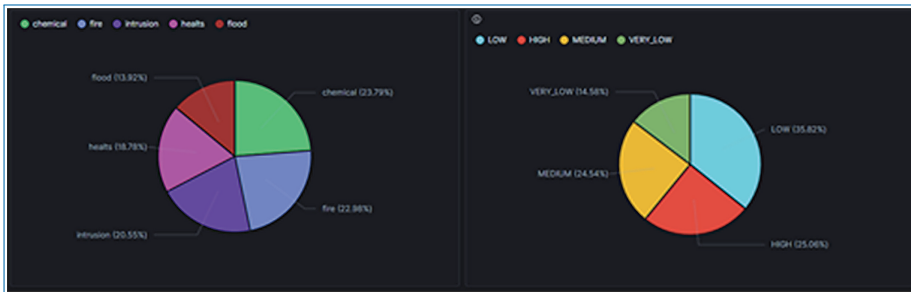 chemical fire intrusion healts flood
flood (13.92%)
chemical (23.79%)
healts (18.78%)
fire (22.98%)
intrusion (20.55%)
LOW HIGH MEDIUM VERY_LOW
VERY_LOW (14.58%)
LOW (35.82%)
MEDIUM (24.54%)
HIGH (25.06%)